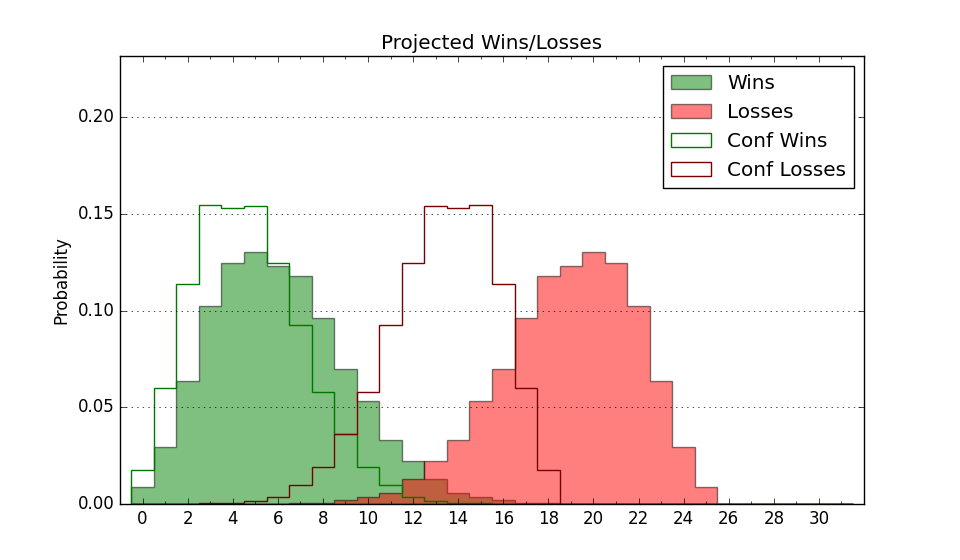 Projected Wins/Losses
Wins
Losses
Conf Wins
Conf Losses
Probability
0.20
0.15
0.10
0.05
0.00
0 2 4 6 8 10 12 14 16 18 20 22 24 26 28 30